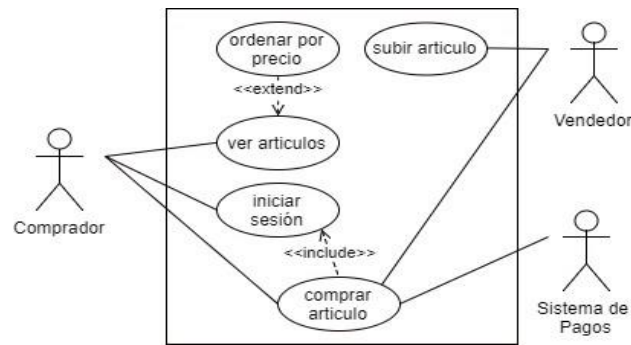 ordenar por
precio
subir articulo
<<extend>>
Vendedor
ver articulos
Comprador
iniciar
sesión
<<include>>
comprar
articulo
Sistema de
Pagos